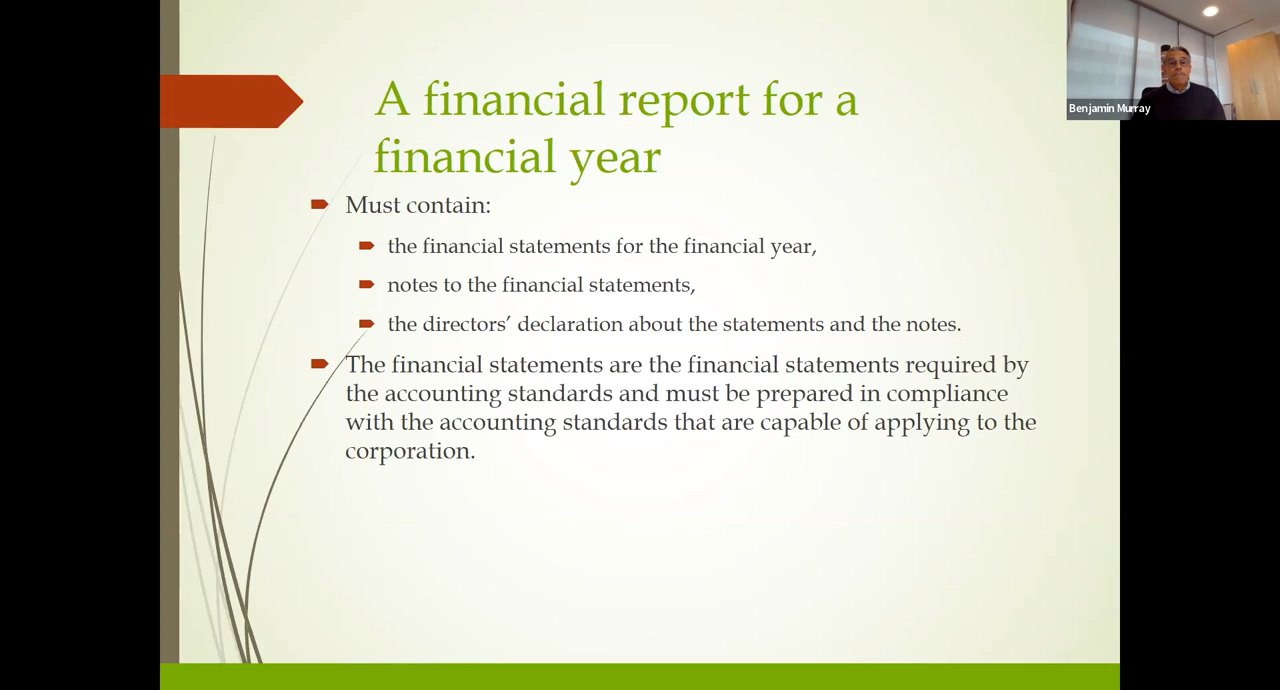 A financial report for a
financial year
Must contain:
the financial statements for the financial year,
notes to the financial statements,
the directors’ declaration about the statements and the notes.
The financial statements are the financial statements required by
the accounting standards and must be prepared in compliance
with the accounting standards that are capable of applying to the
corporation.
Benjamin Murray